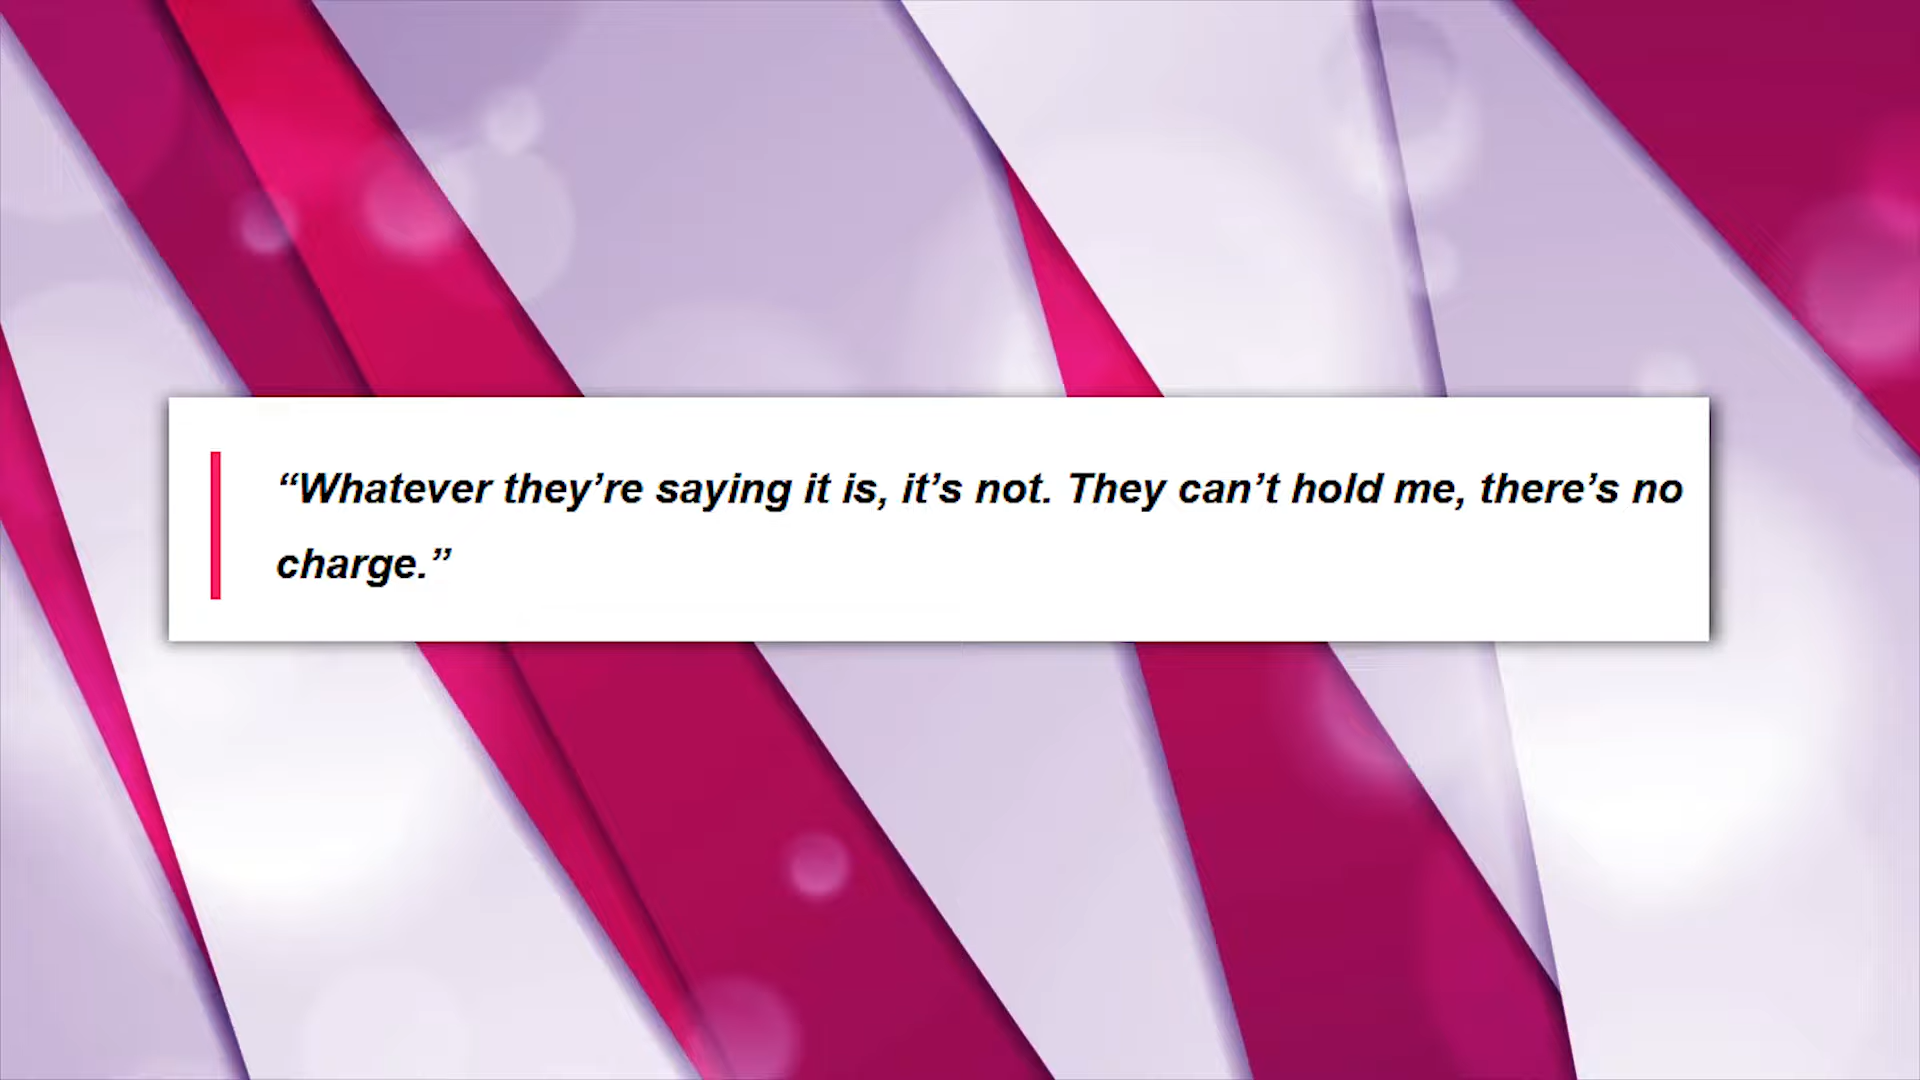 “Whatever they’re saying it is, it’s not. They can’t hold me, there’s no
charge.”